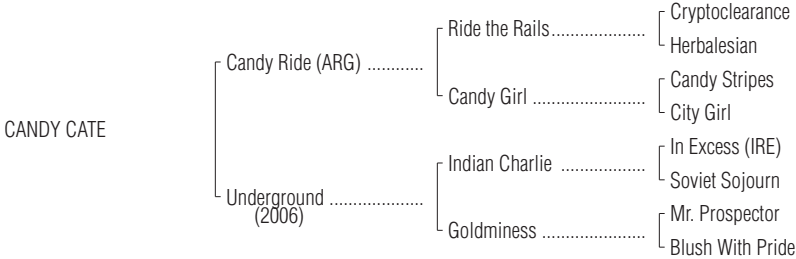 Cryptoclearance
Ride the Rails.....................
Herbalesian
Candy Ride (ARG) ............
Candy Stripes
Candy Girl .........................
City Girl
CANDY CATE
In Excess (IRE)
Indian Charlie ..................
Soviet Sojourn
Underground ....................
(2006)
Mr. Prospector
Goldminess .......................
Blush With Pride